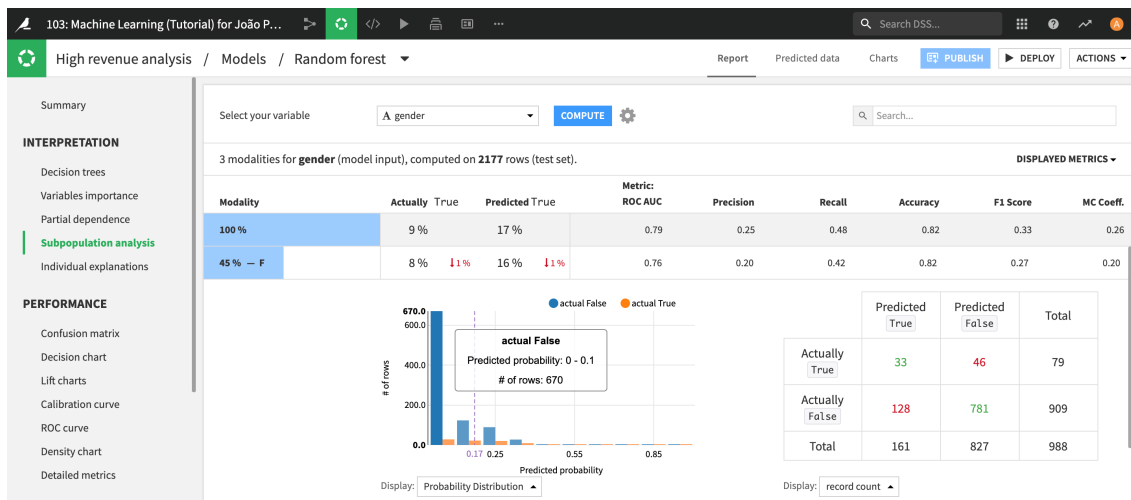 103: Machine Learning (Tutorial) for João P...
Search DSS...
A
High revenue analysis / Models / Random forest
Report
Predicted data
Charts
PUBLISH
DEPLOY
ACTIONS
Summary
INTERPRETATION
Decision trees
Variables importance
Partial dependence
Subpopulation analysis
Individual explanations
PERFORMANCE
Confusion matrix
Decision chart
Lift charts
Calibration curve
ROC curve
Density chart
Detailed metrics
Select your variable
A gender
COMPUTE
Search...
3 modalities for gender (model input), computed on 2177 rows (test set).
DISPLAYED METRICS
Modality Actually True Predicted True Metric: ROC AUC Precision Recall Accuracy F1 Score MC Coeff.
100 % 9 % 17 % 0.79 0.25 0.48 0.82 0.33 0.26
45 % — F 8 % ↓1 % 16 % ↓1 % 0.76 0.20 0.42 0.82 0.27 0.20
actual False actual True
670.0
600.0
400.0
200.0
0.0
# of rows
actual False
Predicted probability: 0 - 0.1
# of rows: 670
0.17 0.25 0.55 0.85
Predicted probability
Display: Probability Distribution
Predicted True Predicted False Total
Actually True 33 46 79
Actually False 128 781 909
Total 161 827 988
Display: record count